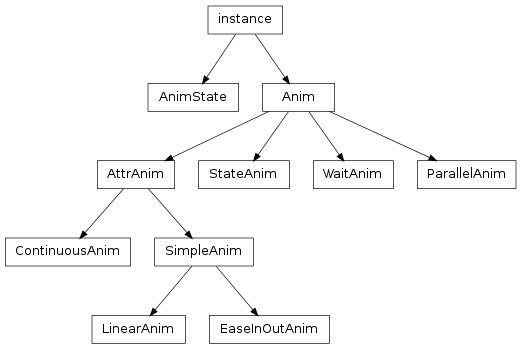 instance
AnimState
Anim
AttrAnim
StateAnim
WaitAnim
ParallelAnim
ContinuousAnim
SimpleAnim
LinearAnim
EaseInOutAnim